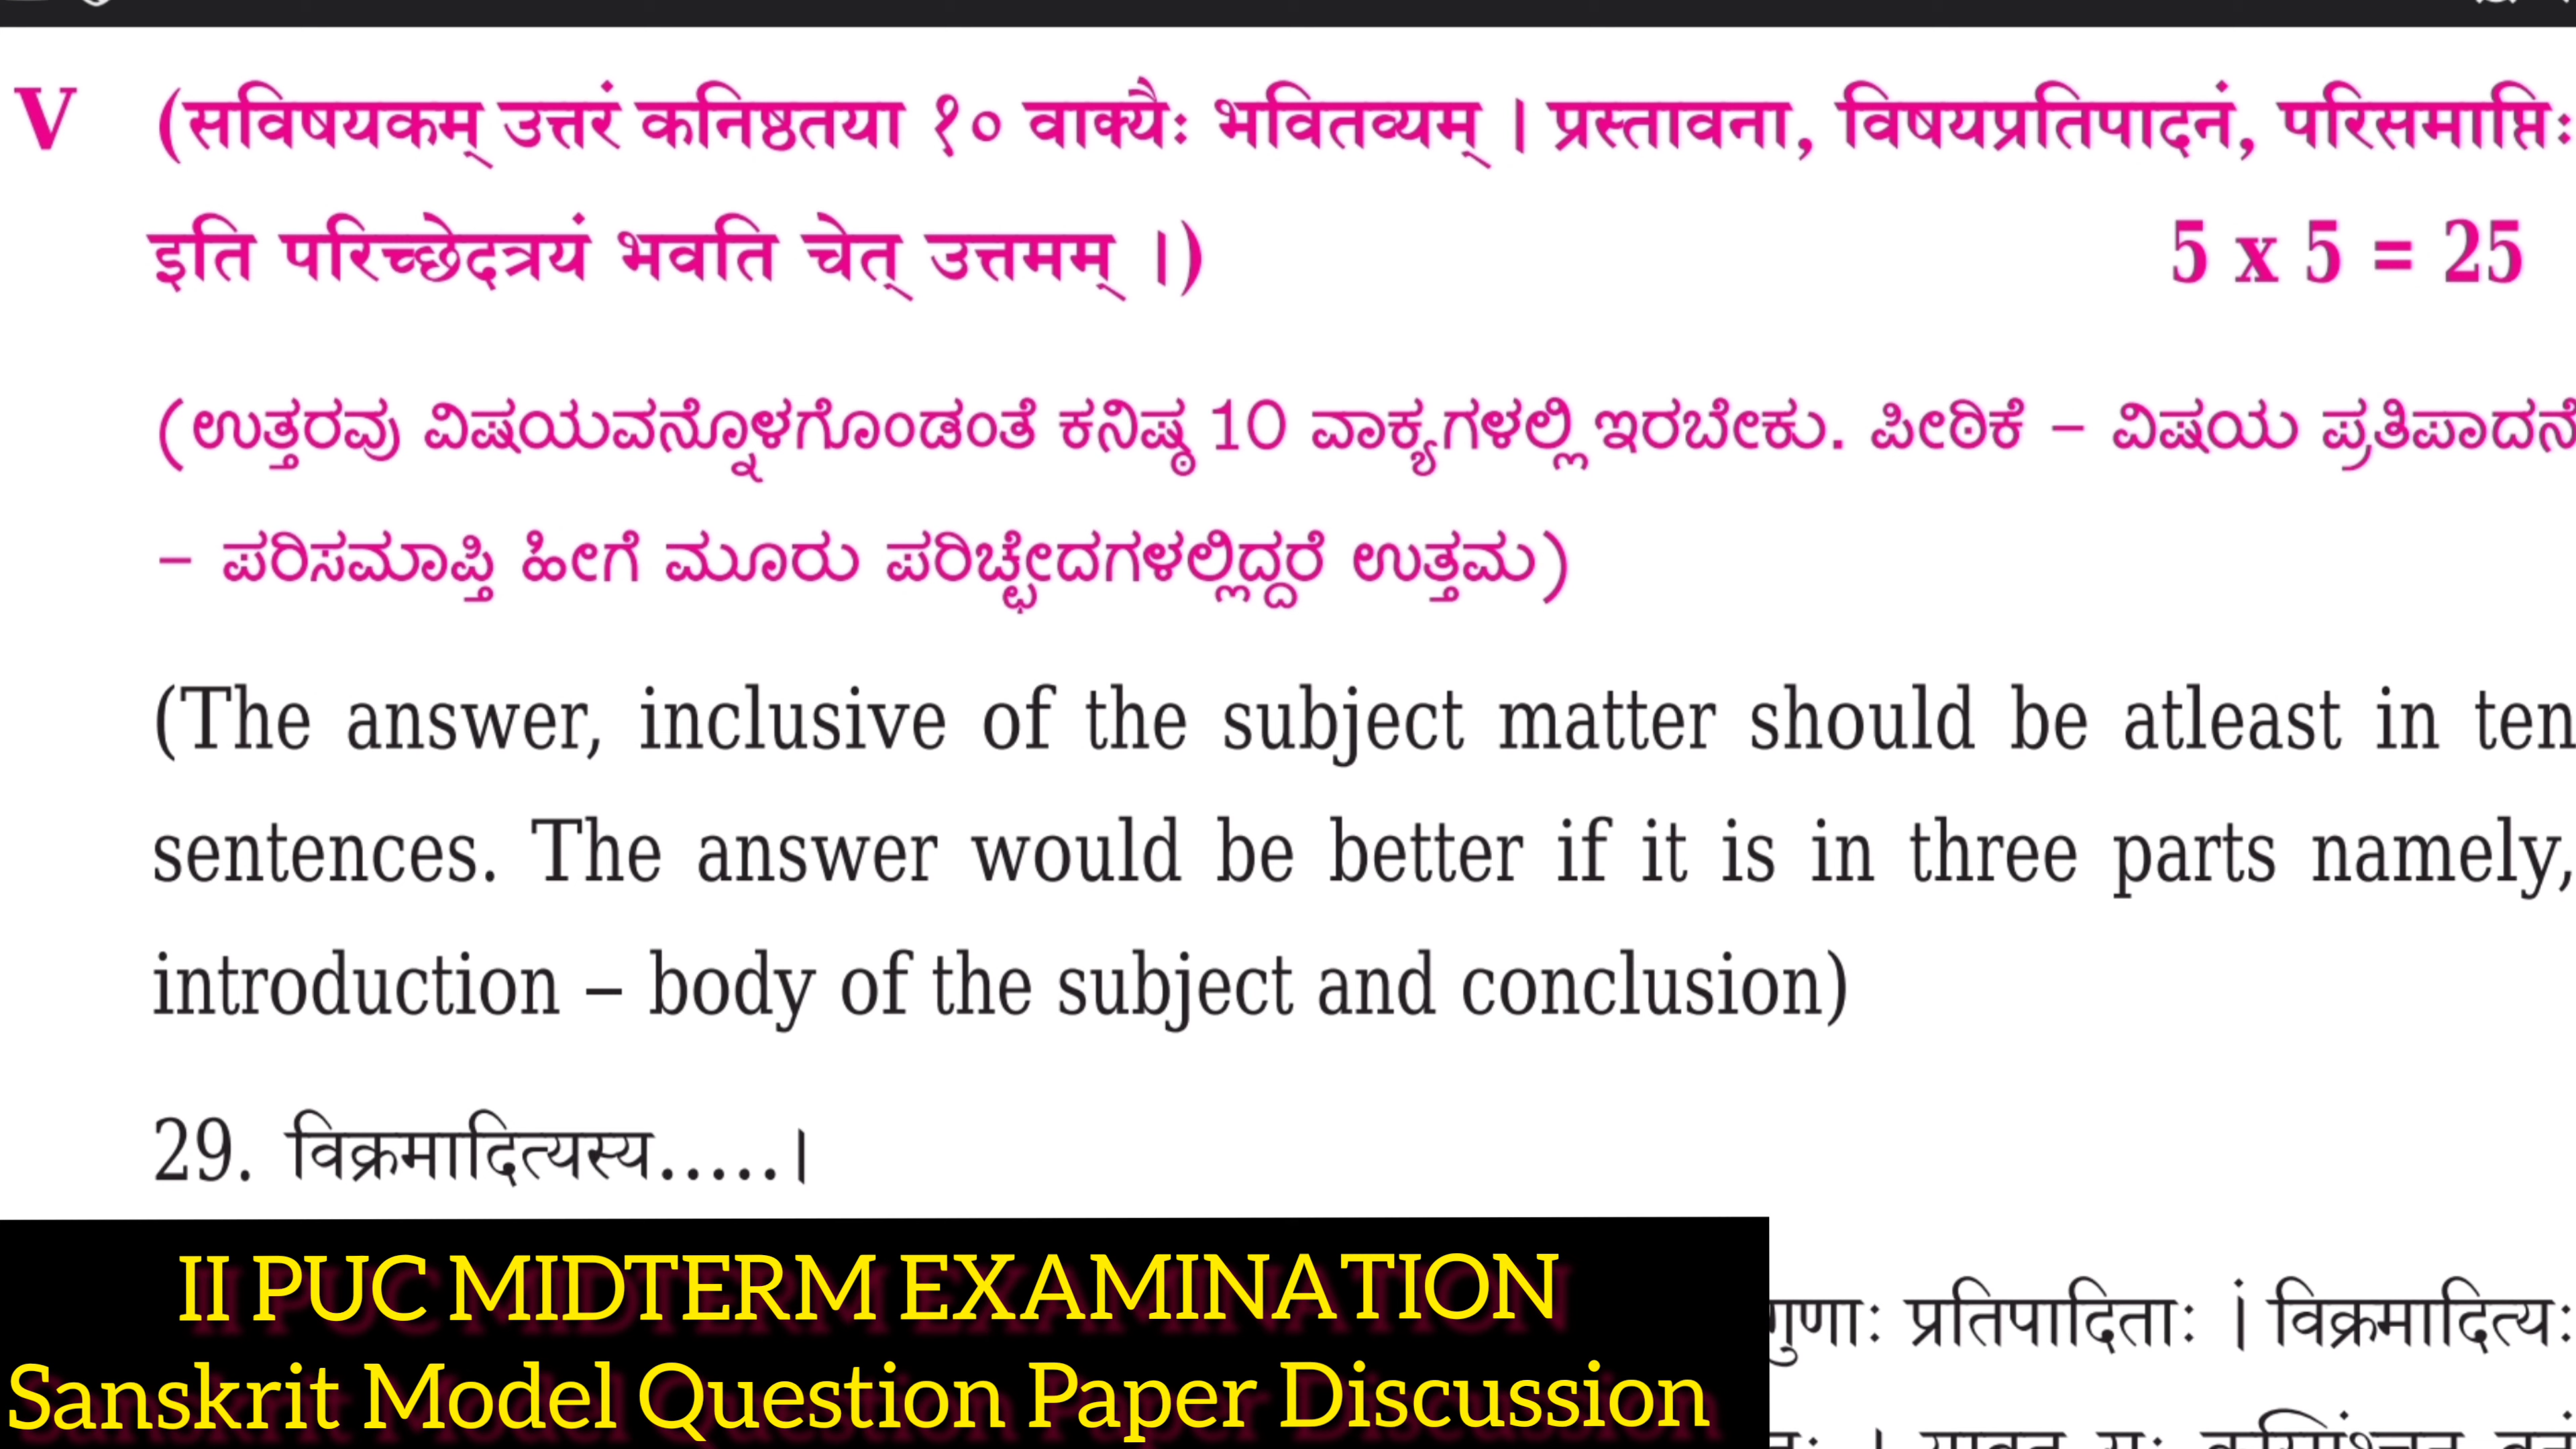 V (सविषयकम् उत्तरं कनिष्ठतया १० वाक्यैः भवितव्यम् । प्रस्तावना, विषयप्रतिपादनं, परिसमाप्तिः
इति परिच्छेदत्रयं भवति चेत् उत्तमम् ।) 5 x 5 = 25
(ಉತ್ತರವು ವಿಷಯವನ್ನೊಳಗೊಂಡಂತೆ ಕನಿಷ್ಠ 10 ವಾಕ್ಯಗಳಲ್ಲಿ ಇರಬೇಕು. ಪೀಠಿಕೆ – ವಿಷಯ ಪ್ರತಿಪಾದನೆ
– ಪರಿಸಮಾಪ್ತಿ ಹೀಗೆ ಮೂರು ಪರಿಚ್ಛೇದಗಳಲ್ಲಿದ್ದರೆ ಉತ್ತಮ)
(The answer, inclusive of the subject matter should be atleast in ten
sentences. The answer would be better if it is in three parts namely,
introduction – body of the subject and conclusion)
29. विक्रमादित्यस्य.....।
गुणाः प्रतिपादिताः । विक्रमादित्यः
II PUC MIDTERM EXAMINATION
Sanskrit Model Question Paper Discussion